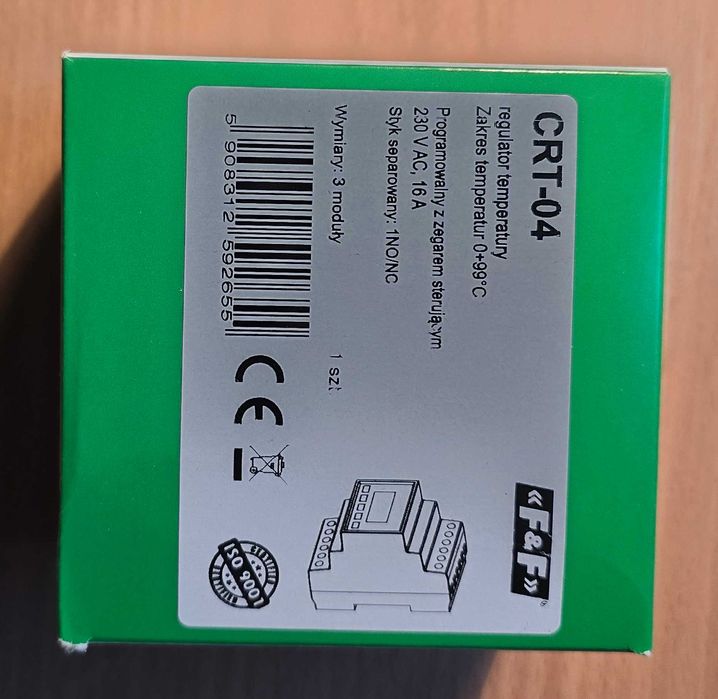 CRT-04
«F&F»®
regulator temperatury
Zakres temperatur 0+99°C
Programowalny z zegarem sterującym
230 V AC, 16 A
Styk separowany: 1NO/NC
Wymiary: 3 moduły
1 szt
5 908312 592655
CE
ISO 9001